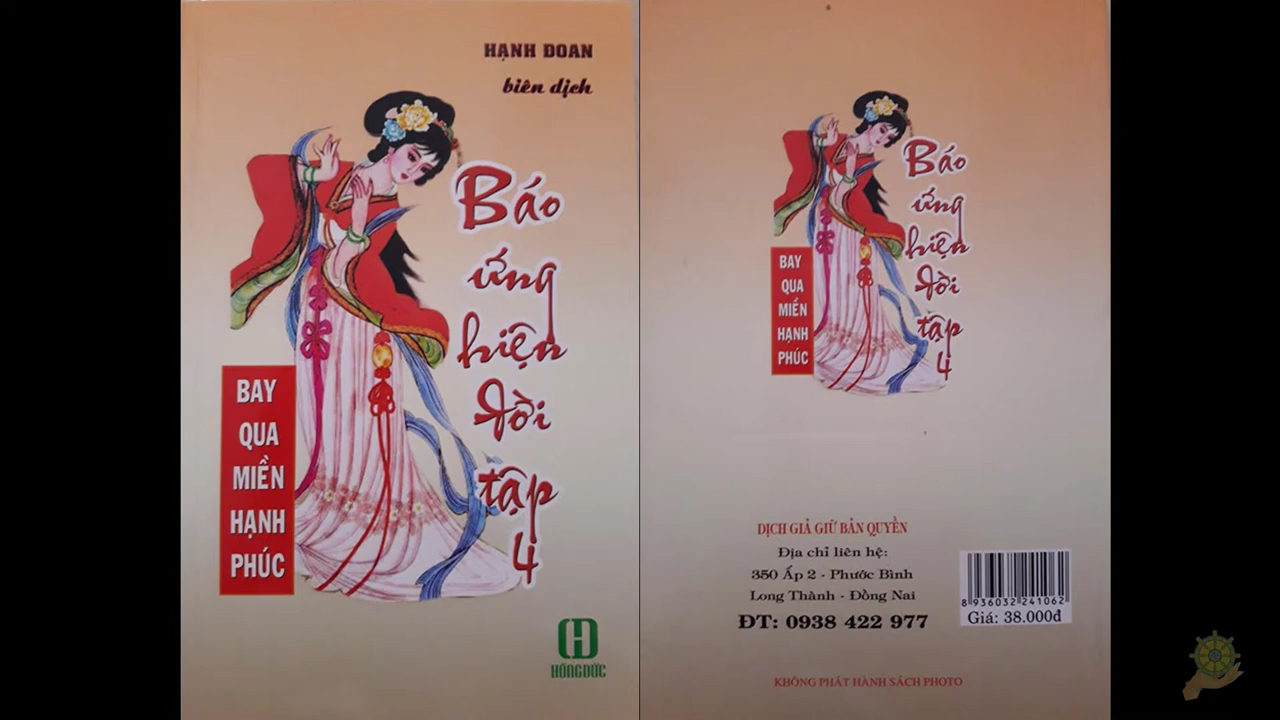 HẠNH ĐOAN
biên dịch
Báo
ứng
hiện
đời
tập
4
BAY
QUA
MIỀN
HẠNH
PHÚC
HỒNG ĐỨC
Báo
ứng
hiện
đời
tập
4
BAY
QUA
MIỀN
HẠNH
PHÚC
DỊCH GIẢ GIỮ BẢN QUYỀN
Địa chỉ liên hệ:
350 Ấp 2 - Phước Bình
Long Thành - Đồng Nai
ĐT: 0938 422 977
8 936032 241062
Giá: 38.000đ
KHÔNG PHÁT HÀNH SÁCH PHOTO